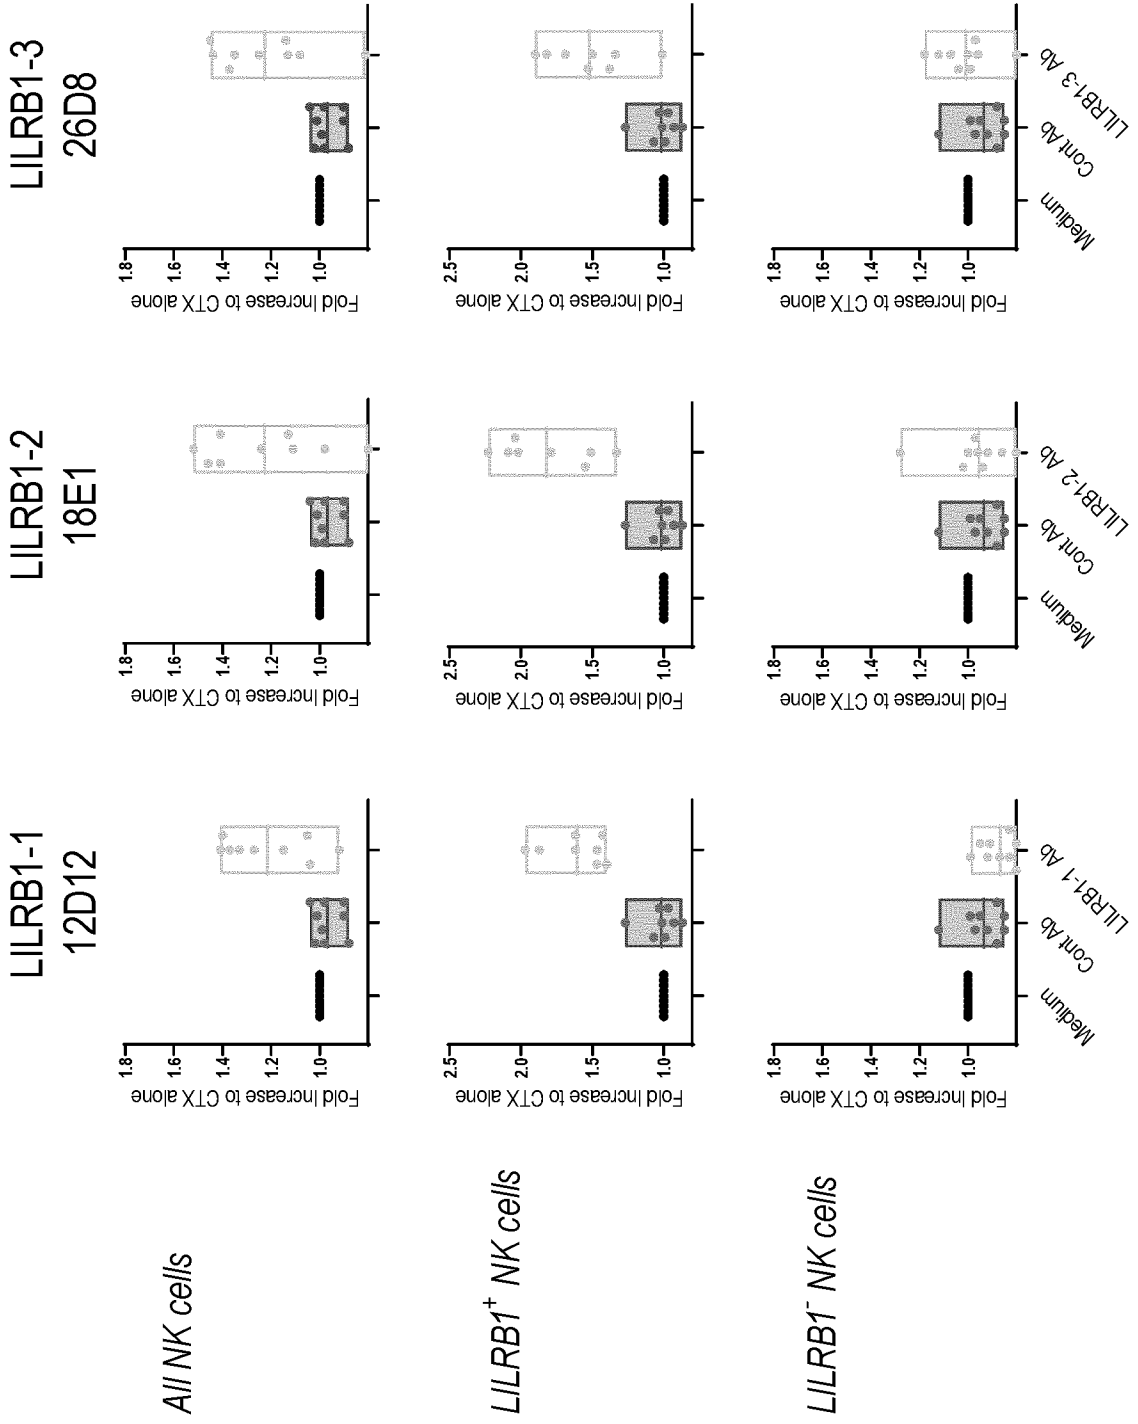 LILRB1-1
12D12
LILRB1-2
18E1
LILRB1-3
26D8
All NK cells
Fold Increase to CTX alone
1.8
1.6
1.4
1.2
1.0
Fold Increase to CTX alone
1.8
1.6
1.4
1.2
1.0
Fold Increase to CTX alone
1.8
1.6
1.4
1.2
1.0
LILRB1+ NK cells
Fold Increase to CTX alone
2.5
2.0
1.5
1.0
Fold Increase to CTX alone
2.5
2.0
1.5
1.0
Fold Increase to CTX alone
2.5
2.0
1.5
1.0
LILRB1- NK cells
Fold Increase to CTX alone
1.8
1.6
1.4
1.2
1.0
Medium
Cont Ab
LILRB1-1 Ab
Fold Increase to CTX alone
1.8
1.6
1.4
1.2
1.0
Medium
Cont Ab
LILRB1-2 Ab
Fold Increase to CTX alone
1.8
1.6
1.4
1.2
1.0
Medium
Cont Ab
LILRB1-3 Ab